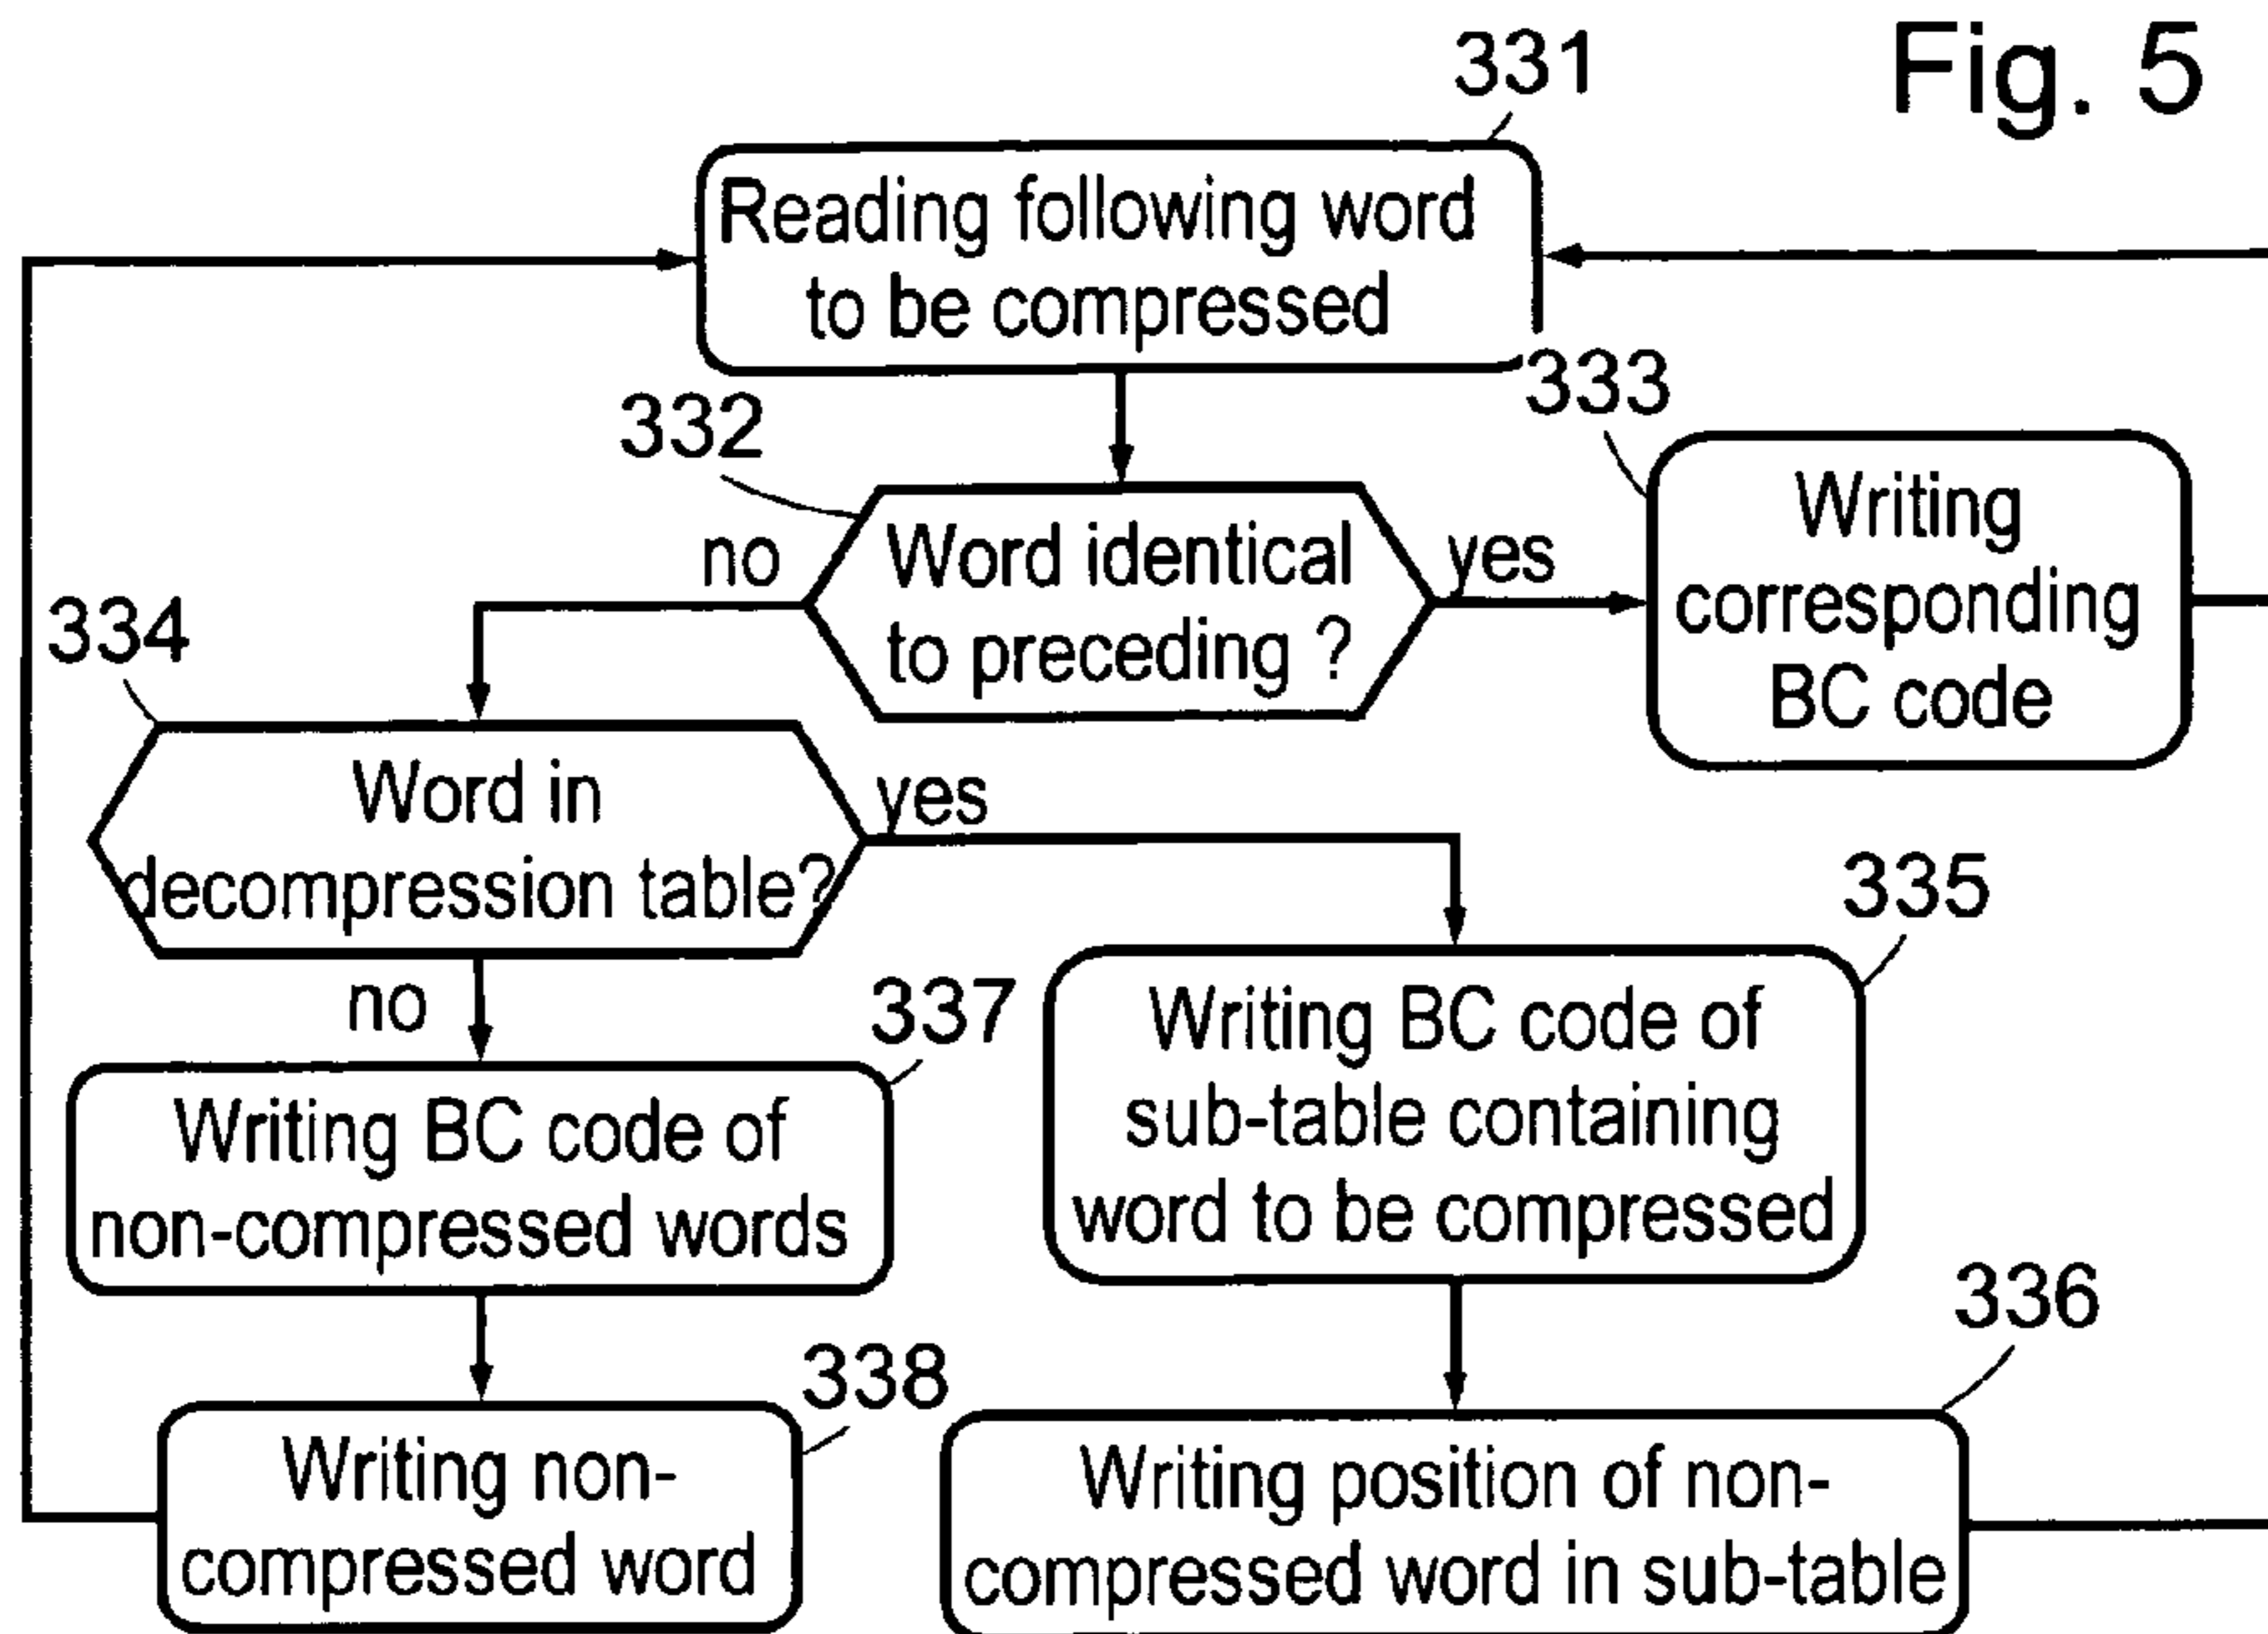 Fig. 5
331
Reading following word
to be compressed
332
333
no
Word identical
to preceding ?
yes
Writing
corresponding
BC code
334
Word in
decompression table?
yes
no
335
Writing BC code of
sub-table containing
word to be compressed
337
Writing BC code of
non-compressed words
336
Writing position of non-
compressed word in sub-table
338
Writing non-
compressed word